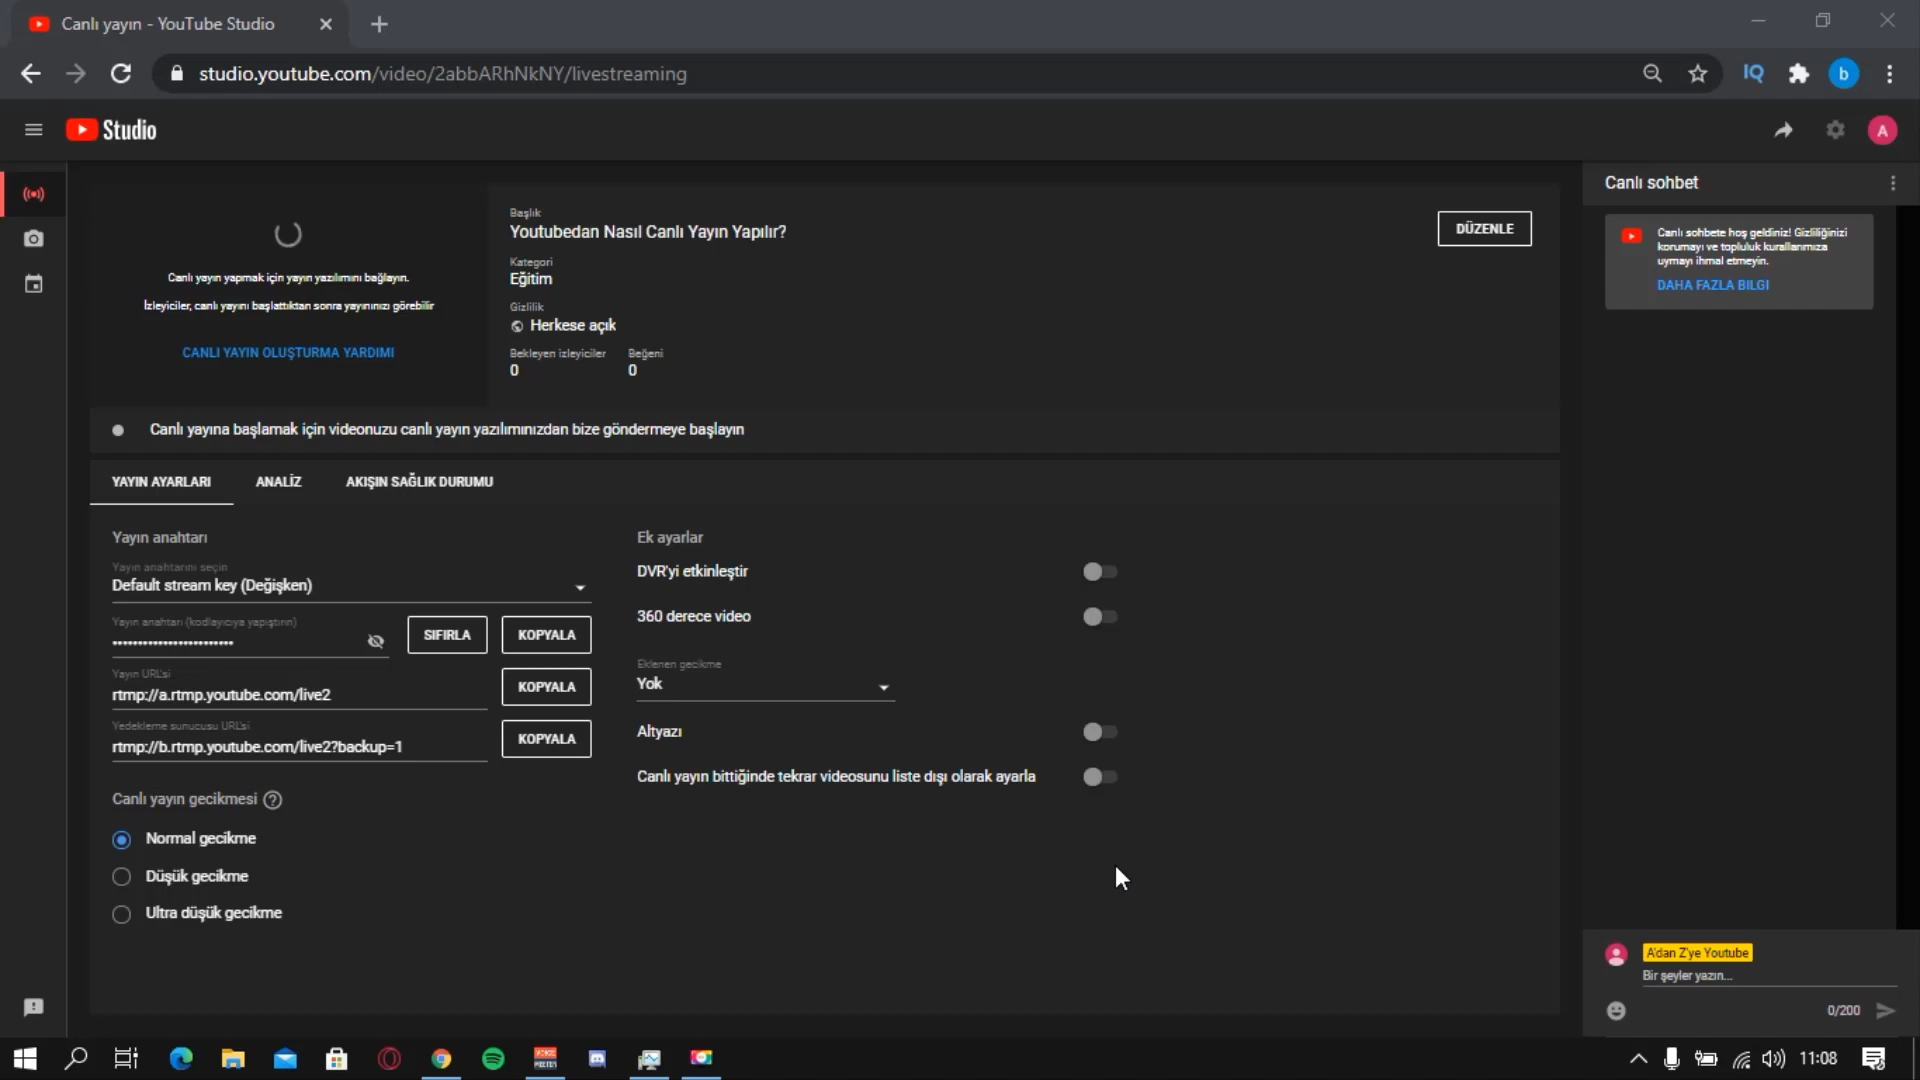 Canlı yayın - YouTube Studio
studio.youtube.com/video/2abbARhNkNY/livestreaming
IQ
b
Studio
A
Canlı yayın yapmak için yayın yazılımını bağlayın.
İzleyiciler, canlı yayını başlattıktan sonra yayınınızı görebilir
CANLI YAYIN OLUŞTURMA YARDIMI
Başlık
Youtubedan Nasıl Canlı Yayın Yapılır?
Kategori
Eğitim
Gizlilik
Herkese açık
Bekleyen izleyiciler Beğeni
0 0
DÜZENLE
Canlı yayına başlamak için videonuzu canlı yayın yazılımınızdan bize göndermeye başlayın
YAYIN AYARLARI ANALİZ AKIŞIN SAĞLIK DURUMU
Yayın anahtarı
Yayın anahtarını seçin
Default stream key (Değişken)
Yayın anahtarı (kodlayıcıya yapıştırın)
SIFIRLA KOPYALA
Yayın URL'si
rtmp://a.rtmp.youtube.com/live2
KOPYALA
Yedekleme sunucusu URL'si
rtmp://b.rtmp.youtube.com/live2?backup=1
KOPYALA
Canlı yayın gecikmesi
Normal gecikme
Düşük gecikme
Ultra düşük gecikme
Ek ayarlar
DVR'yi etkinleştir
360 derece video
Eklenen gecikme
Yok
Altyazı
Canlı yayın bittiğinde tekrar videosunu liste dışı olarak ayarla
Canlı sohbet
Canlı sohbete hoş geldiniz! Gizliliğinizi
korumayı ve topluluk kurallarımıza
uymayı ihmal etmeyin.
DAHA FAZLA BILGI
A'dan Z'ye Youtube
Bir şeyler yazın...
0/200
11:08